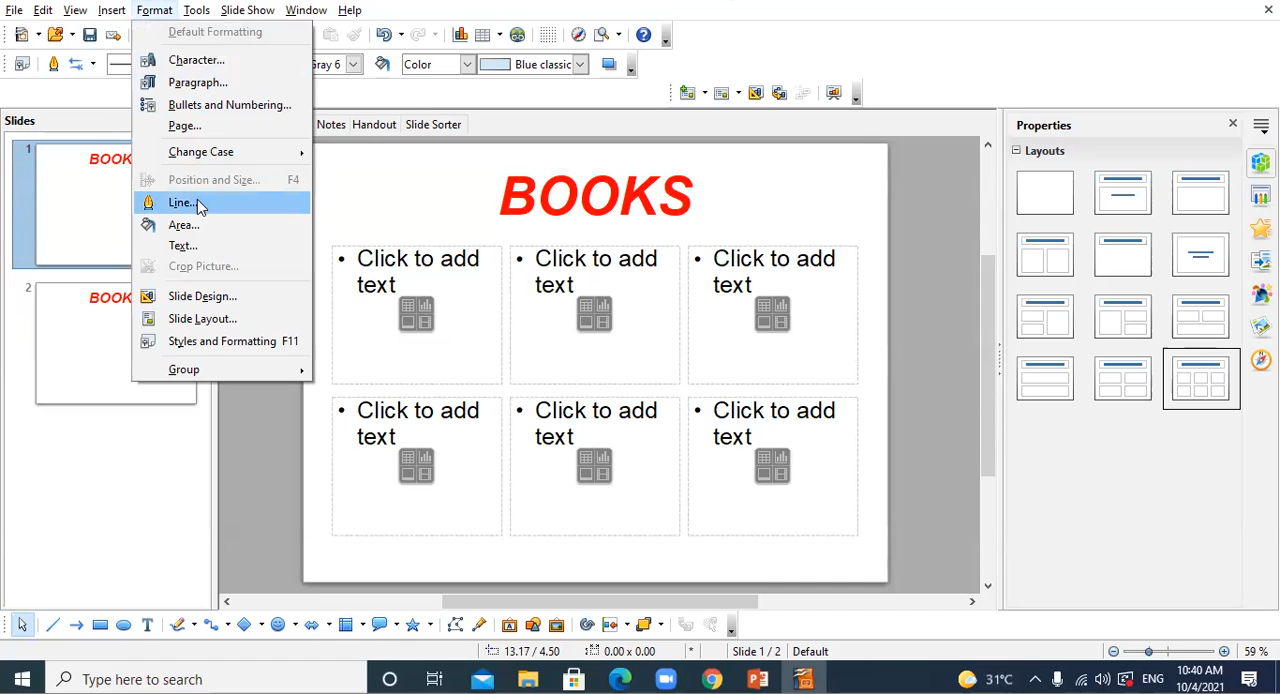 File Edit View Insert Format Tools Slide Show Window Help
Default Formatting
Character...
Paragraph...
Bullets and Numbering...
Page...
Change Case
Position and Size... F4
Line...
Area...
Text...
Crop Picture...
Slide Design...
Slide Layout...
Styles and Formatting F11
Group
Gray 6 Color Blue classic
Slides
Notes Handout Slide Sorter
1
BOOK
2
BOOK
BOOKS
• Click to add
text
• Click to add
text
• Click to add
text
• Click to add
text
• Click to add
text
• Click to add
text
Properties
Layouts
13.17 / 4.50 0.00 x 0.00 * Slide 1 / 2 Default 59 %
Type here to search
31°C ENG
10:40 AM
10/4/2021